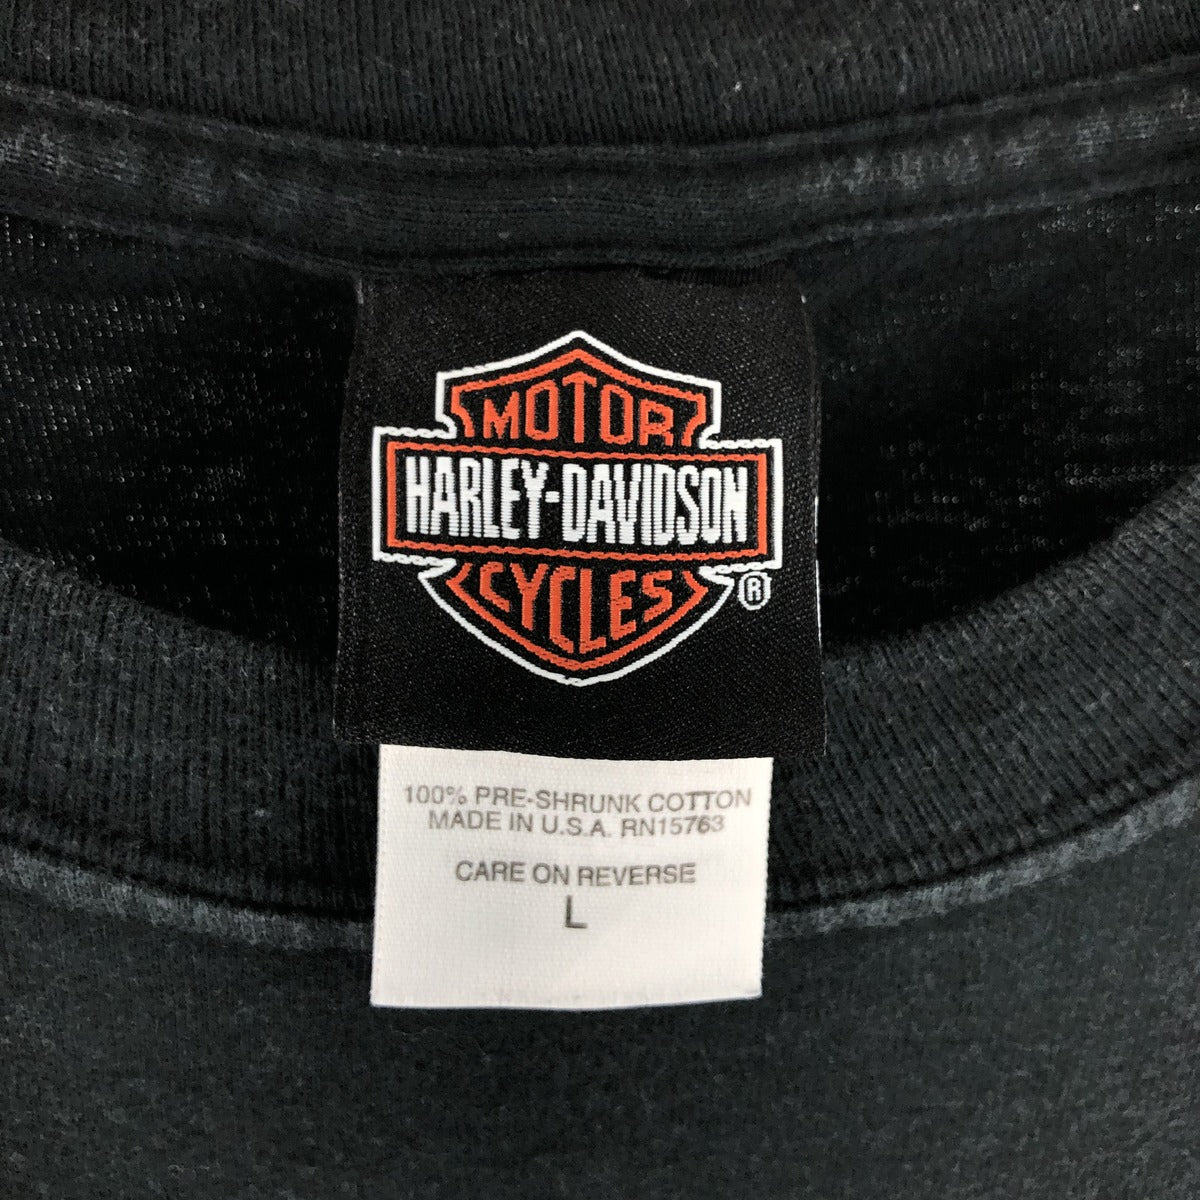 MOTOR
HARLEY-DAVIDSON
CYCLES
®
100% PRE-SHRUNK COTTON
MADE IN U.S.A. RN15763
CARE ON REVERSE
L